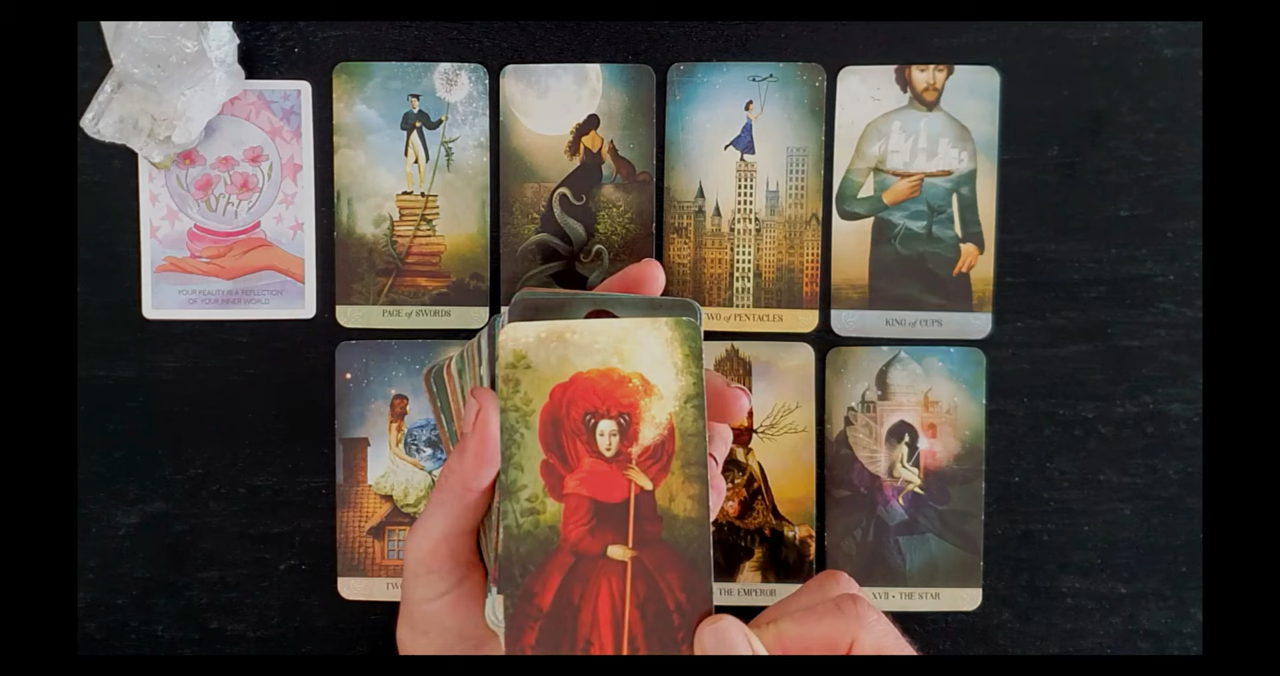 YOUR REALITY IS A REFLECTION
OF YOUR INNER WORLD
PAGE of SWORDS
TWO of PENTACLES
KING of CUPS
THE EMPEROR
XVII • THE STAR